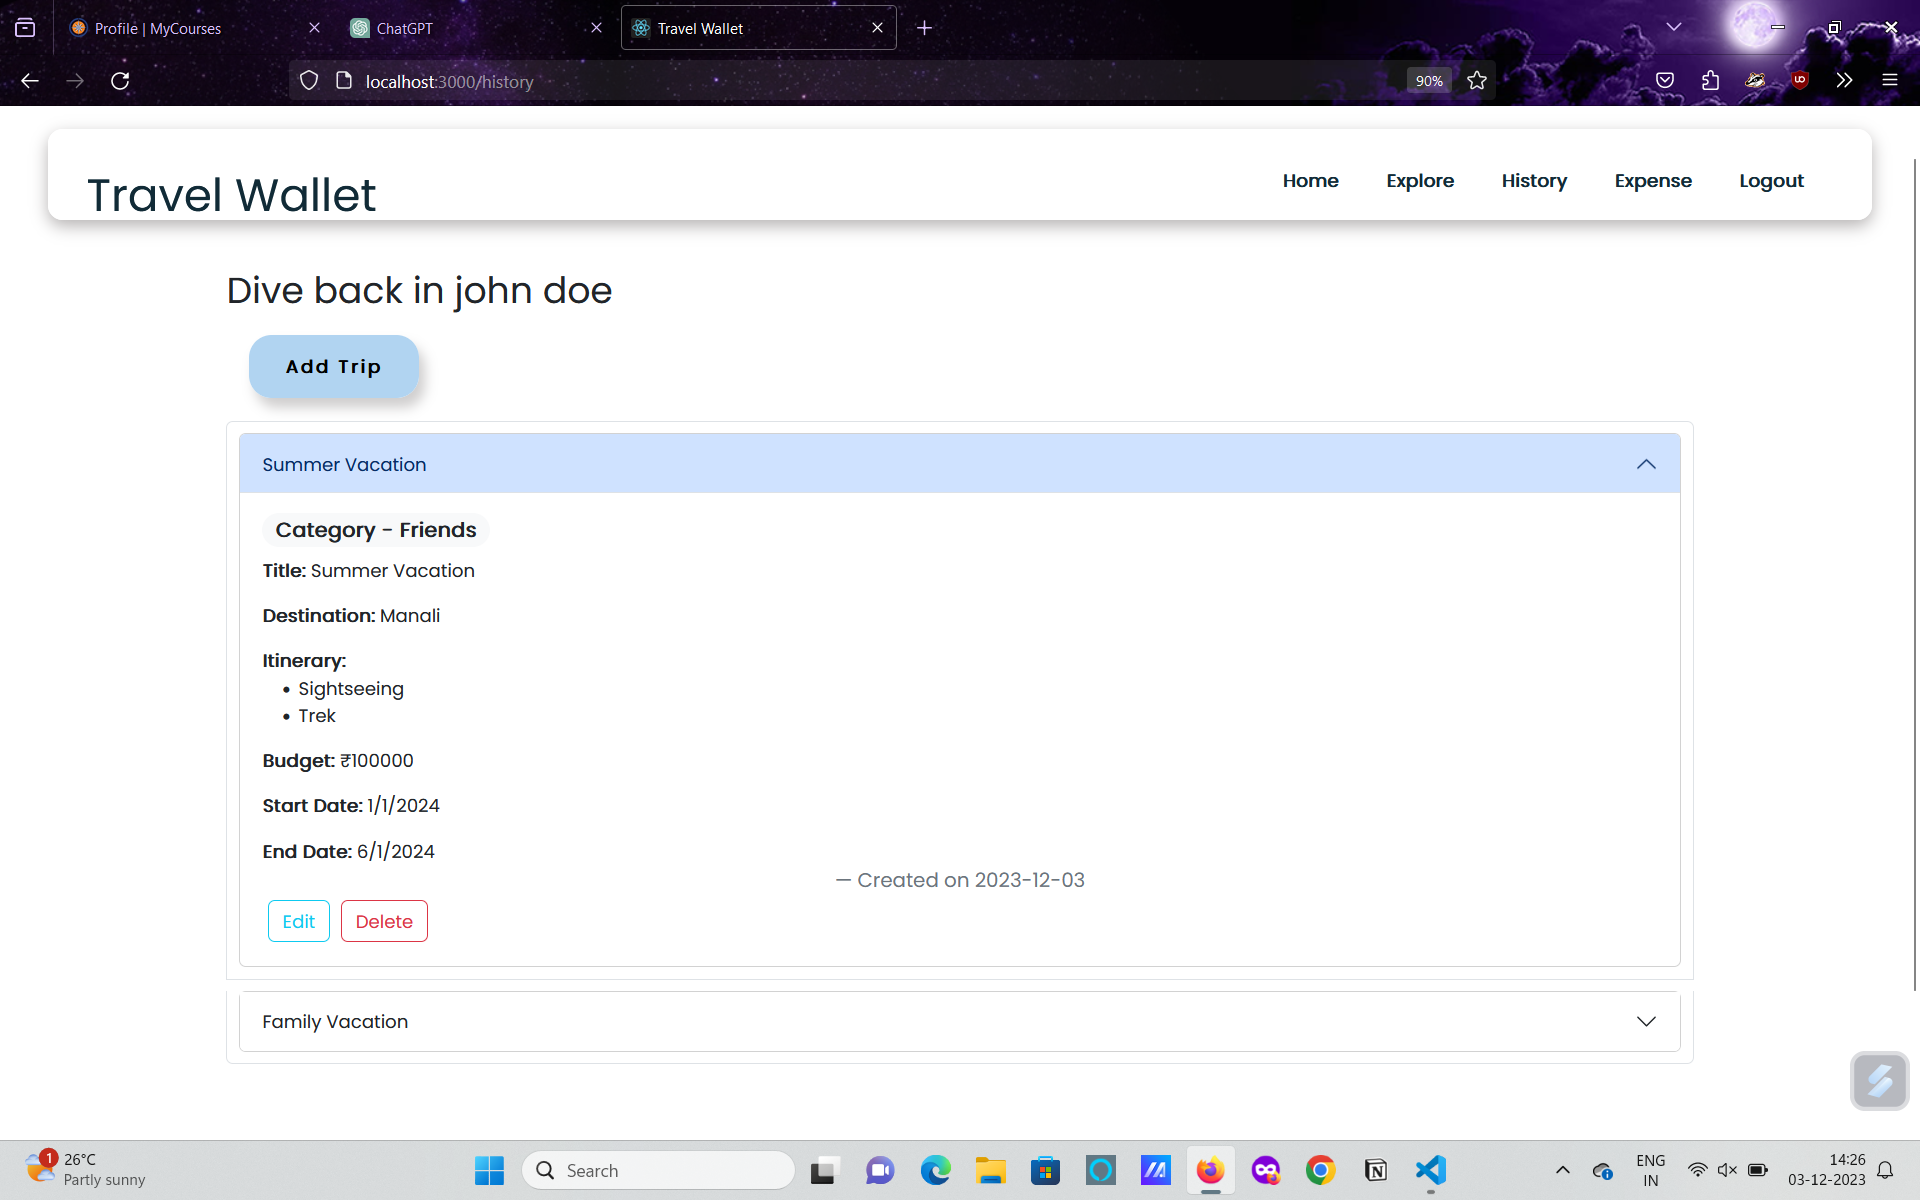 Profile | MyCourses
ChatGPT
Travel Wallet
localhost:3000/history
90%
Travel Wallet
Home
Explore
History
Expense
Logout
Dive back in john doe
Add Trip
Summer Vacation
Category - Friends
Title: Summer Vacation
Destination: Manali
Itinerary:
Sightseeing
Trek
Budget: ₹100000
Start Date: 1/1/2024
End Date: 6/1/2024
— Created on 2023-12-03
Edit
Delete
Family Vacation
1
26°C
Partly sunny
Search
ENG
IN
14:26
03-12-2023